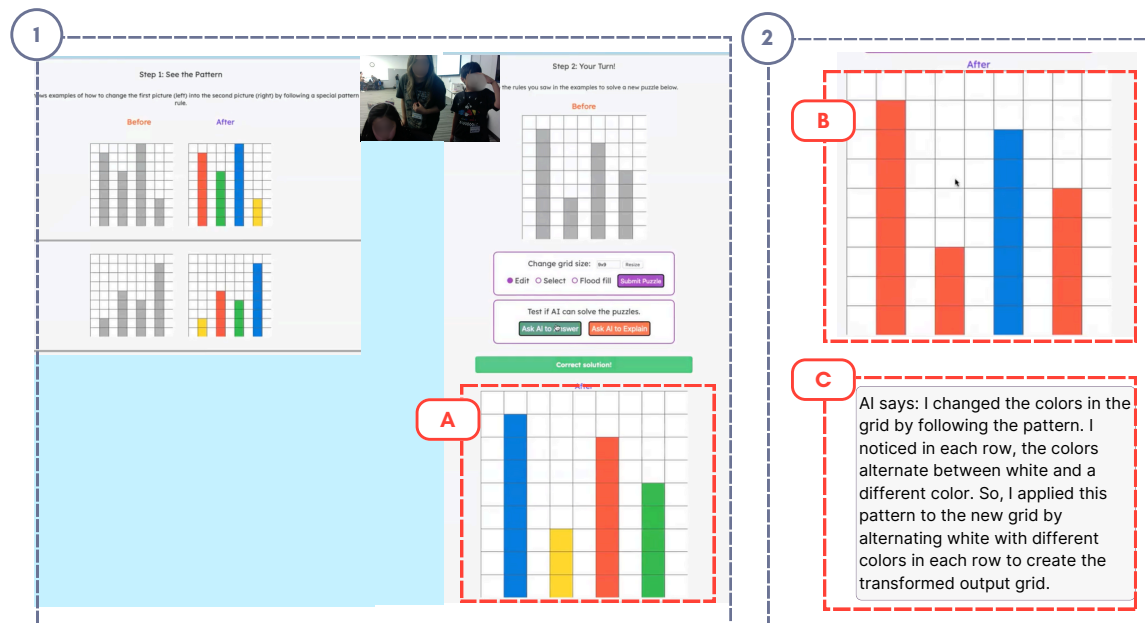 1
Step 1: See the Pattern
ws examples of how to change the first picture (left) into the second picture (right) by following a special pattern
rule.
Before
After
Step 2: Your Turn!
the rules you saw in the examples to solve a new puzzle below.
Before
Change grid size:
9x9
Resize
Edit
Select
Flood fill
Submit Puzzle
Test if AI can solve the puzzles.
Ask AI to Answer
Ask AI to Explain
Correct solution!
After
A
2
After
B
C
AI says: I changed the colors in the
grid by following the pattern. I
noticed in each row, the colors
alternate between white and a
different color. So, I applied this
pattern to the new grid by
alternating white with different
colors in each row to create the
transformed output grid.